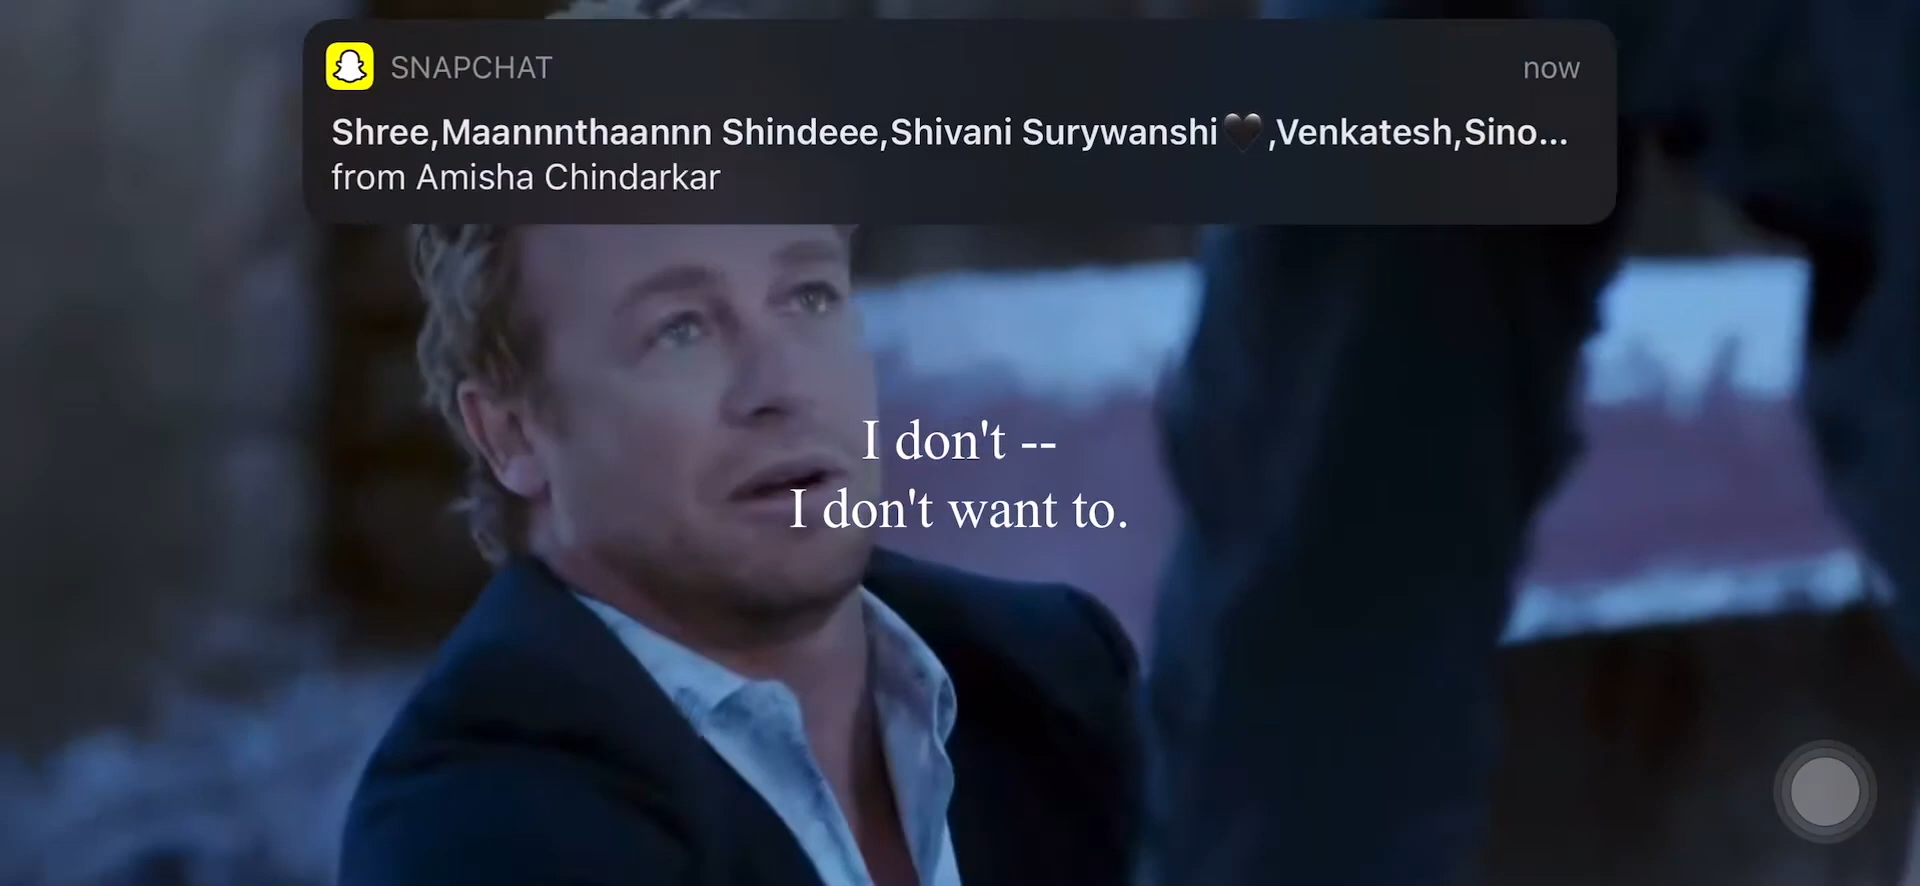 SNAPCHAT now
Shree,Maannnthaannn Shindeee,Shivani Surywanshi🖤,Venkatesh,Sino...
from Amisha Chindarkar
I don't --
I don't want to.